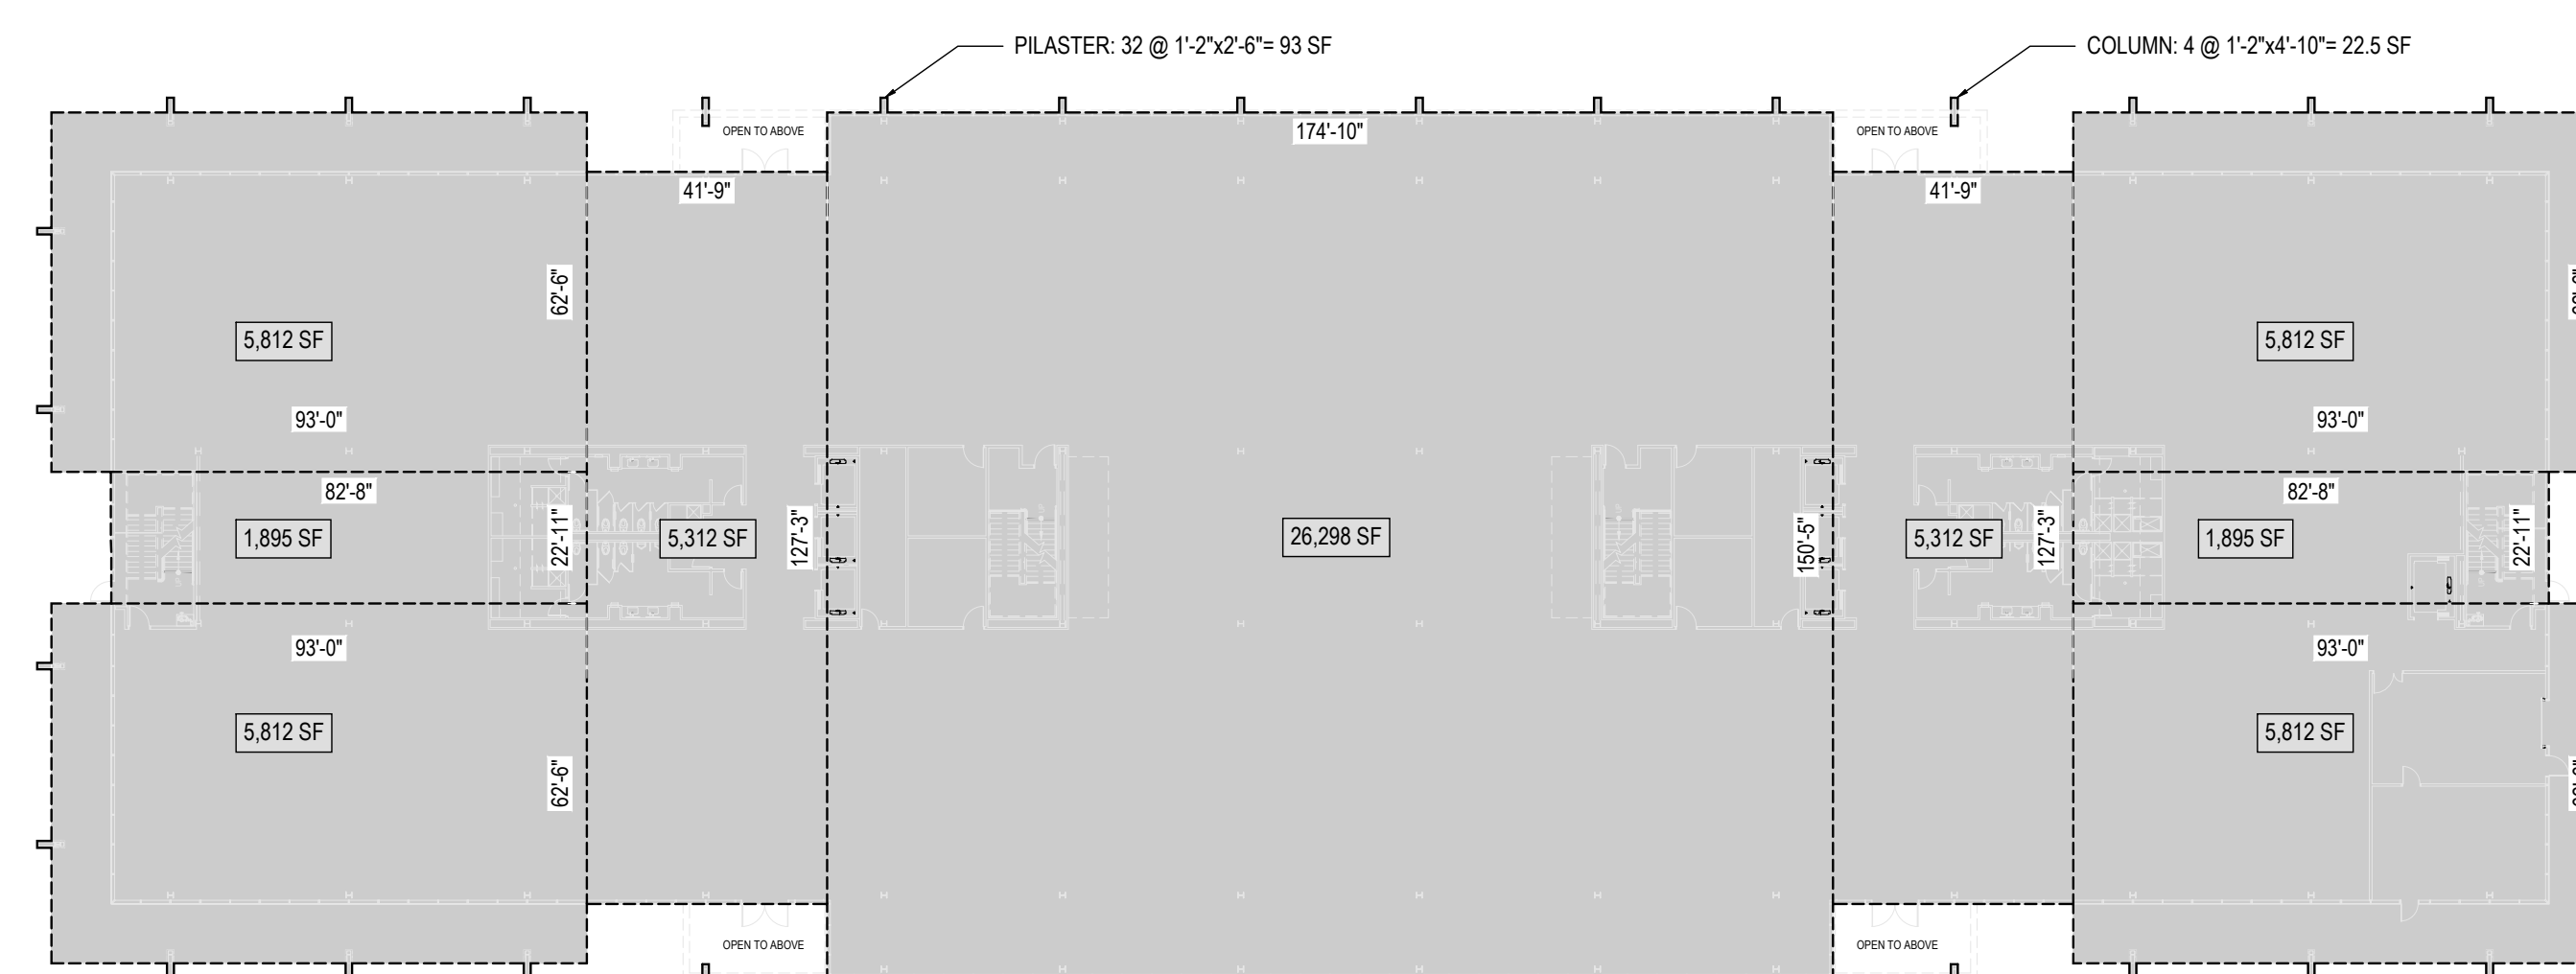 PILASTER: 32 @ 1'-2"x2'-6"= 93 SF
COLUMN: 4 @ 1'-2"x4'-10"= 22.5 SF
OPEN TO ABOVE
174'-10"
OPEN TO ABOVE
41'-9"
41'-9"
62'-6"
5,812 SF
5,812 SF
93'-0"
93'-0"
82'-8"
82'-8"
1,895 SF
22'-11"
5,312 SF
127'-3"
26,298 SF
150'-5"
5,312 SF
127'-3"
1,895 SF
22'-11"
93'-0"
93'-0"
5,812 SF
5,812 SF
62'-6"
OPEN TO ABOVE
OPEN TO ABOVE